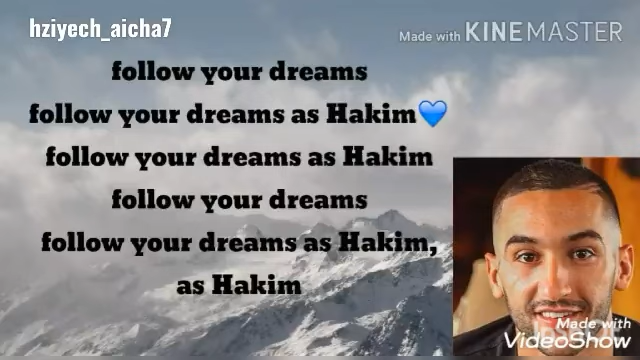 hziyech_aicha7
Made with KINEMASTER
follow your dreams
follow your dreams as Hakim💙
follow your dreams as Hakim
follow your dreams
follow your dreams as Hakim,
as Hakim
Made with
VideoShow